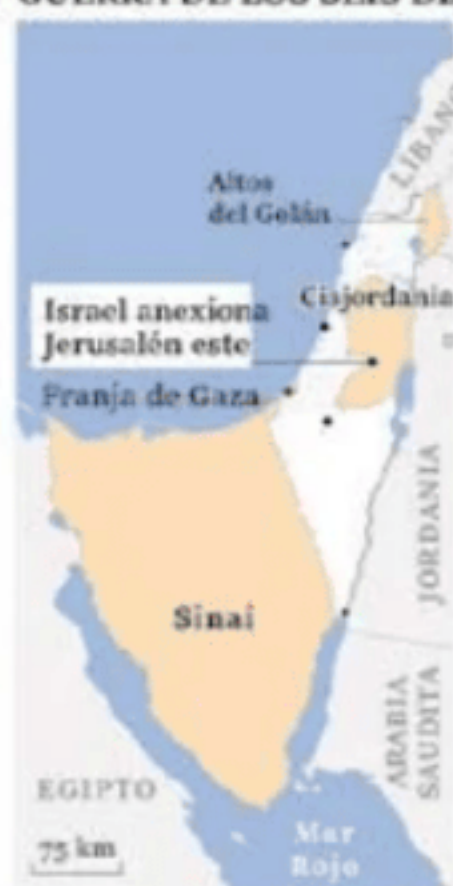 LÍBANO
Altos
del Golán
Cisjordania
Israel anexiona
Jerusalén este
Franja de Gaza
JORDANIA
Sinai
ARABIA
SAUDITA
EGIPTO
75 km
Mar
Rojo